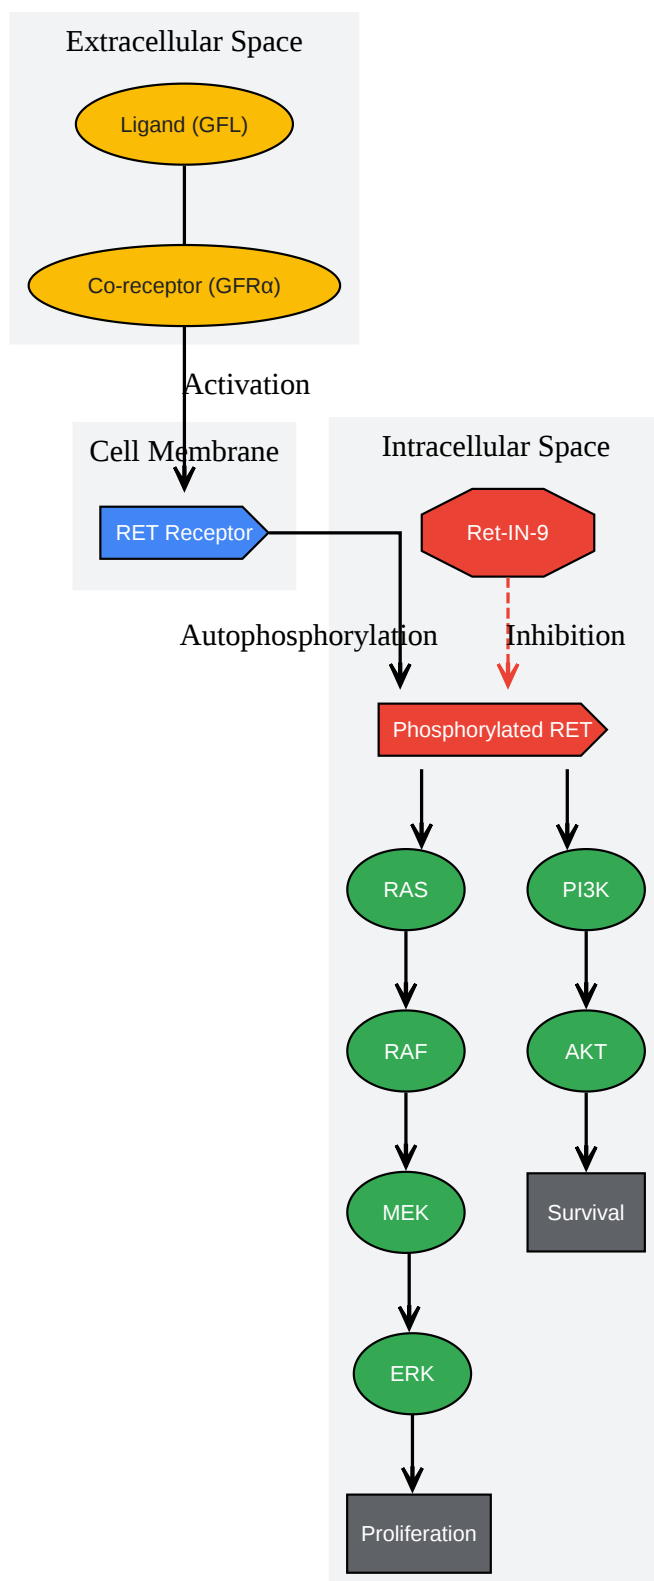 Extracellular Space
Ligand (GFL)
Co-receptor (GFRα)
Activation
Cell Membrane
Intracellular Space
RET Receptor
Ret-IN-9
Autophosphorylation
Inhibition
Phosphorylated RET
RAS
PI3K
RAF
AKT
MEK
Survival
ERK
Proliferation